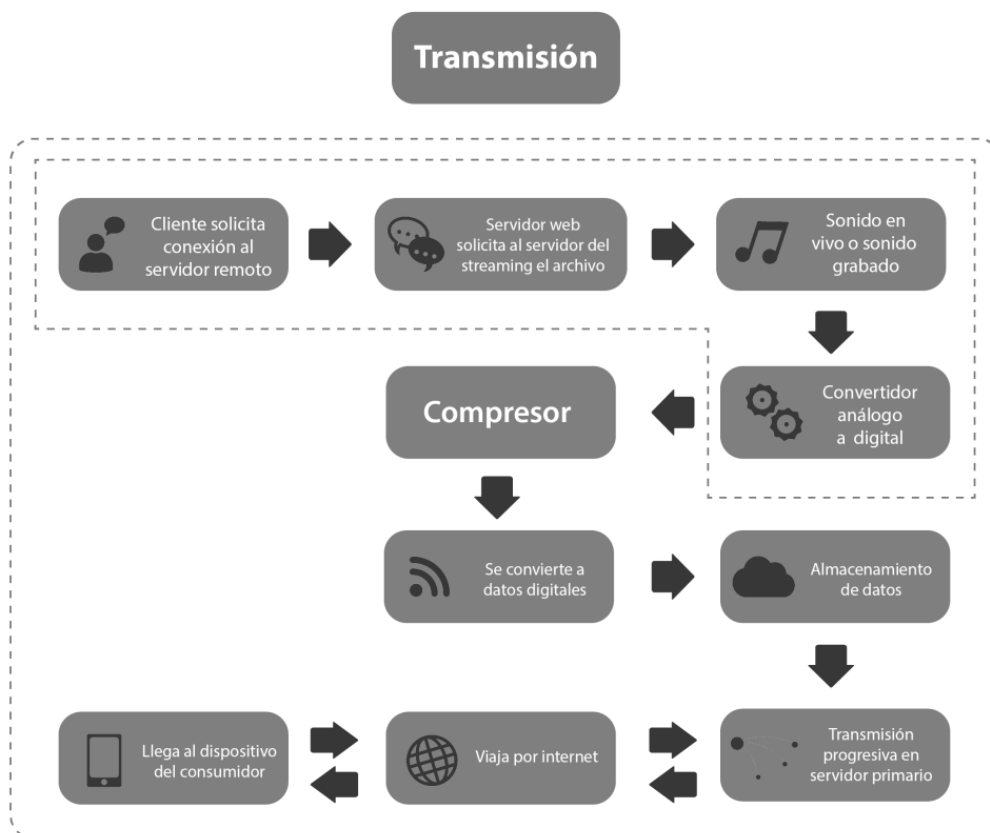 Transmisión
Cliente solicita
conexión al
servidor remoto
Servidor web
solicita al servidor del
streaming el archivo
Sonido en
vivo o sonido
grabado
Convertidor
análogo
a digital
Compresor
Se convierte a
datos digitales
Almacenamiento
de datos
Transmisión
progresiva en
servidor primario
Viaja por internet
Llega al dispositivo
del consumidor